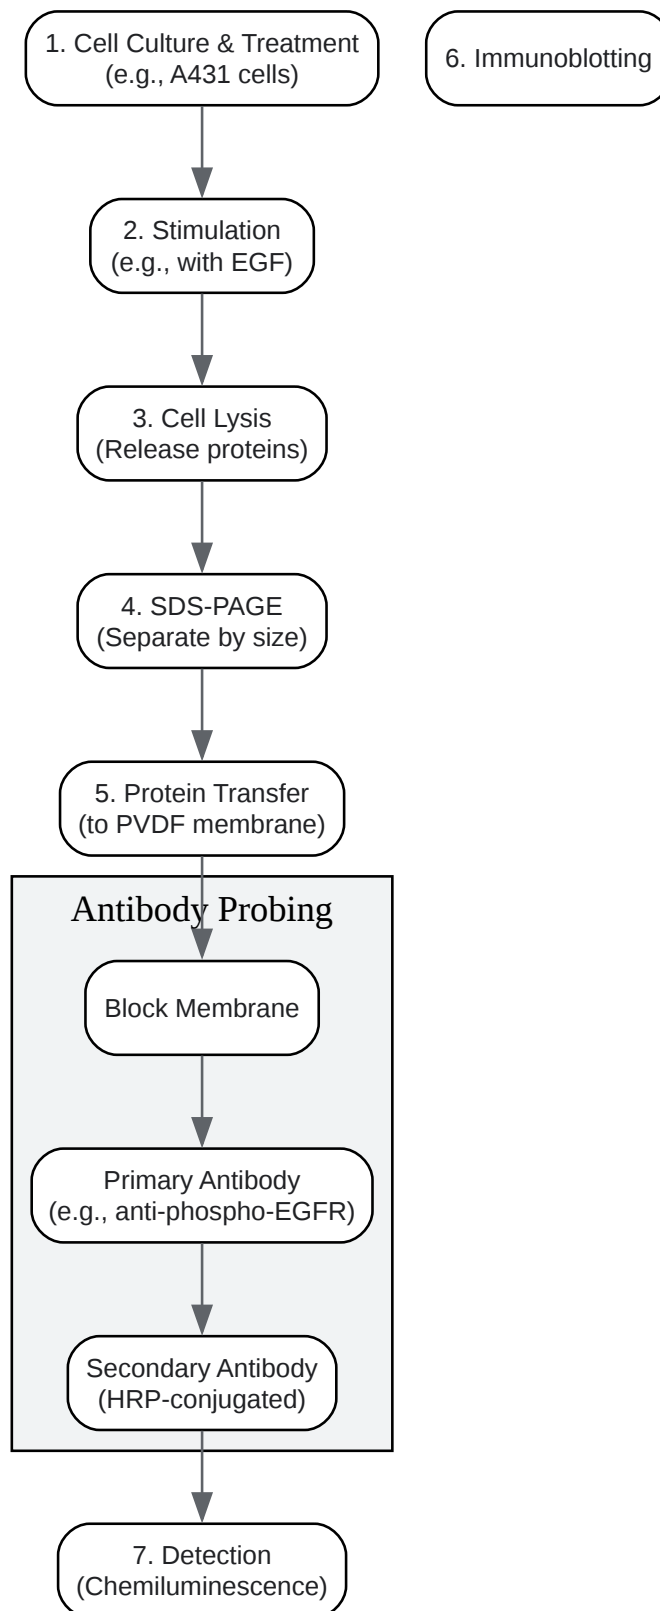 1. Cell Culture & Treatment
(e.g., A431 cells)
6. Immunoblotting
2. Stimulation
(e.g., with EGF)
3. Cell Lysis
(Release proteins)
4. SDS-PAGE
(Separate by size)
5. Protein Transfer
(to PVDF membrane)
Antibody Probing
Block Membrane
Primary Antibody
(e.g., anti-phospho-EGFR)
Secondary Antibody
(HRP-conjugated)
7. Detection
(Chemiluminescence)